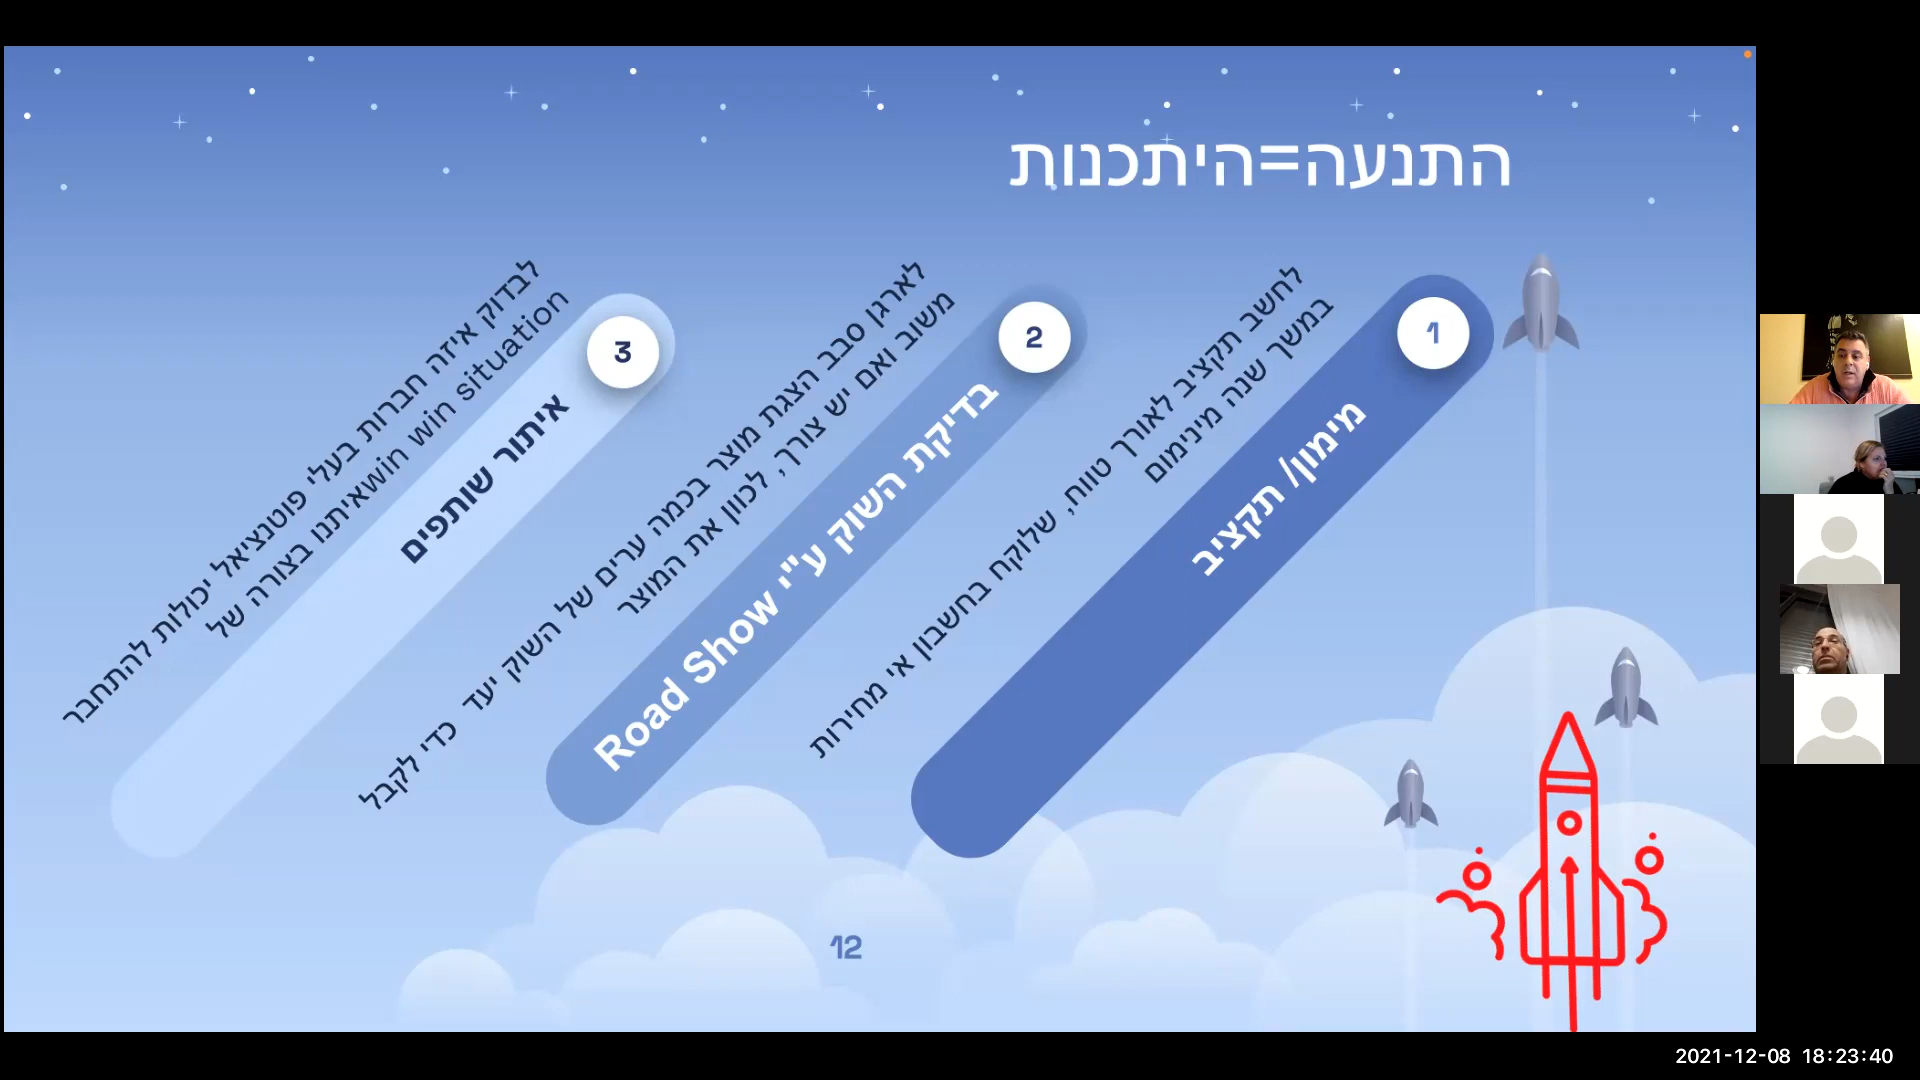 התנעה=היתכנות
1
מימון/ תקציב
לחשב תקציב לאורך טווח, שלוקח בחשבון אי מחירות
במשך שנה מינימום
2
בדיקת השוק ע"י Road Show
לארגן סבב הצגת מוצר בכמה ערים של השוק יעד כדי לקבל
משוב ואם יש צורך, לכוון את המוצר
3
איתור שותפים
לבדוק איזה חברות בעלי פוטנציאל יכולות להתחבר
איתנו בצורה של win win situation
12
2021-12-08 18:23:40